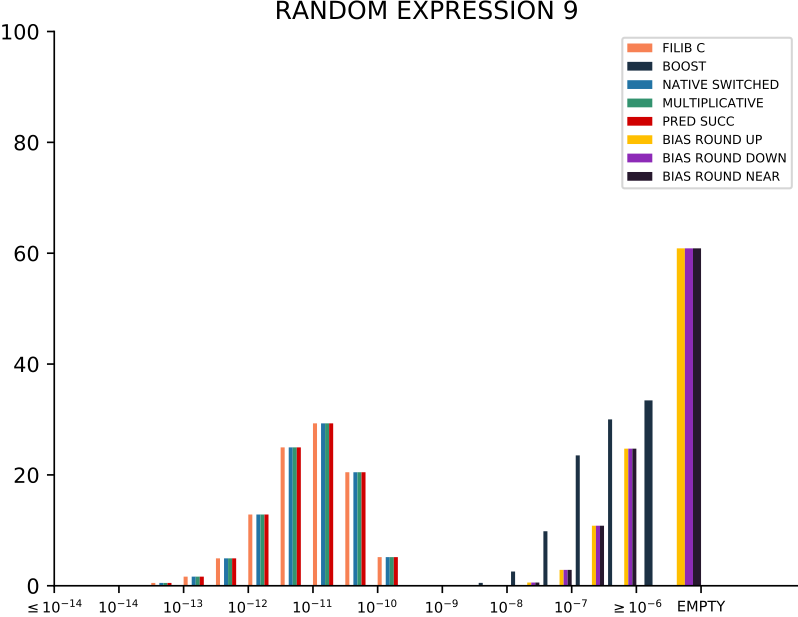 RANDOM EXPRESSION 9
100
80
60
40
20
0
FILIB C
BOOST
NATIVE SWITCHED
MULTIPLICATIVE
PRED SUCC
BIAS ROUND UP
BIAS ROUND DOWN
BIAS ROUND NEAR
≤ 10⁻¹⁴ 10⁻¹⁴ 10⁻¹³ 10⁻¹² 10⁻¹¹ 10⁻¹⁰ 10⁻⁹ 10⁻⁸ 10⁻⁷ ≥ 10⁻⁶ EMPTY